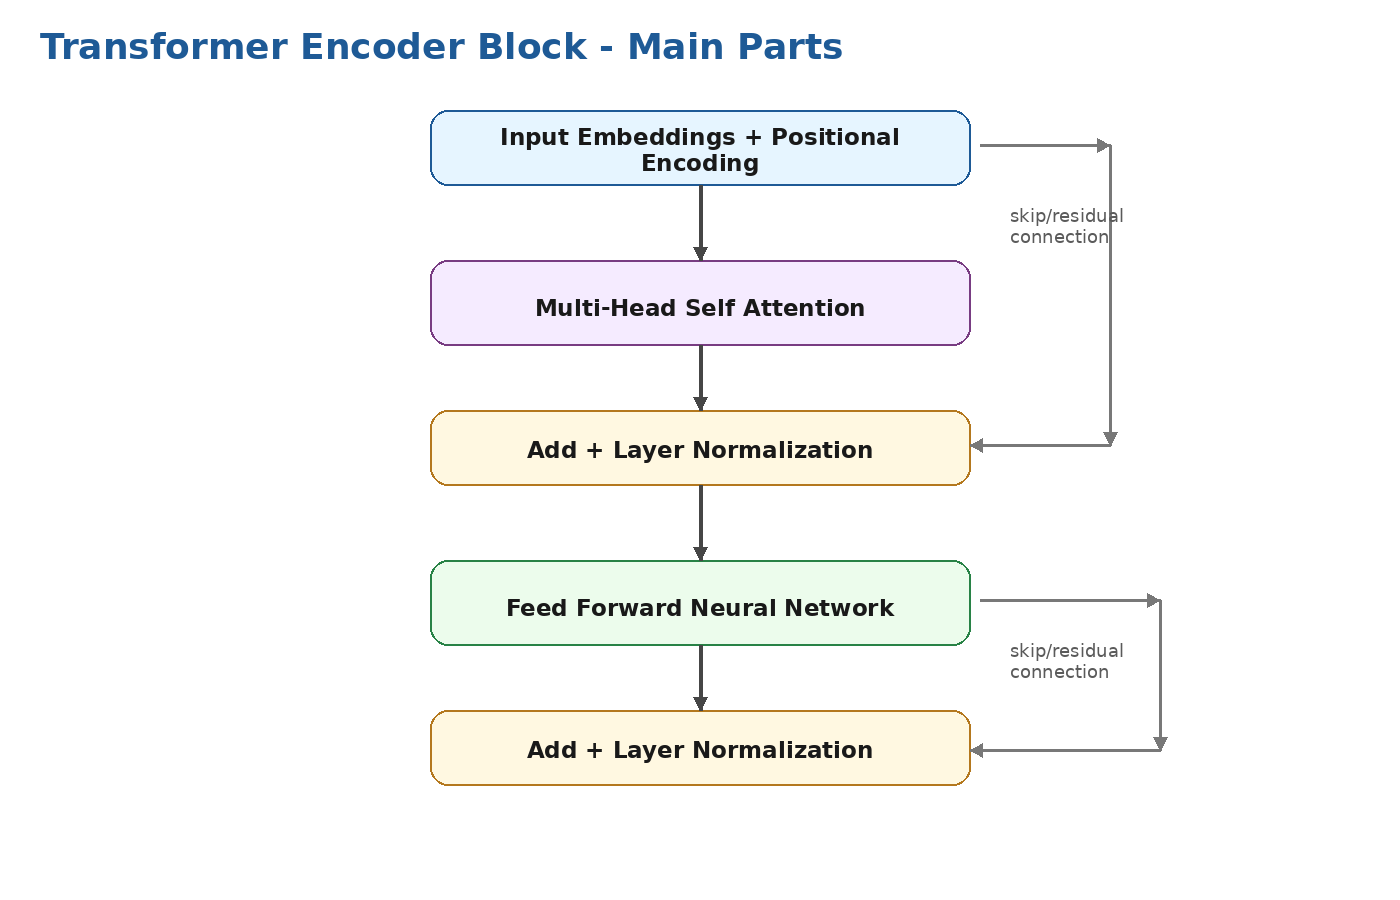 Transformer Encoder Block - Main Parts
Input Embeddings + Positional
Encoding
skip/residual
connection
Multi-Head Self Attention
Add + Layer Normalization
Feed Forward Neural Network
skip/residual
connection
Add + Layer Normalization